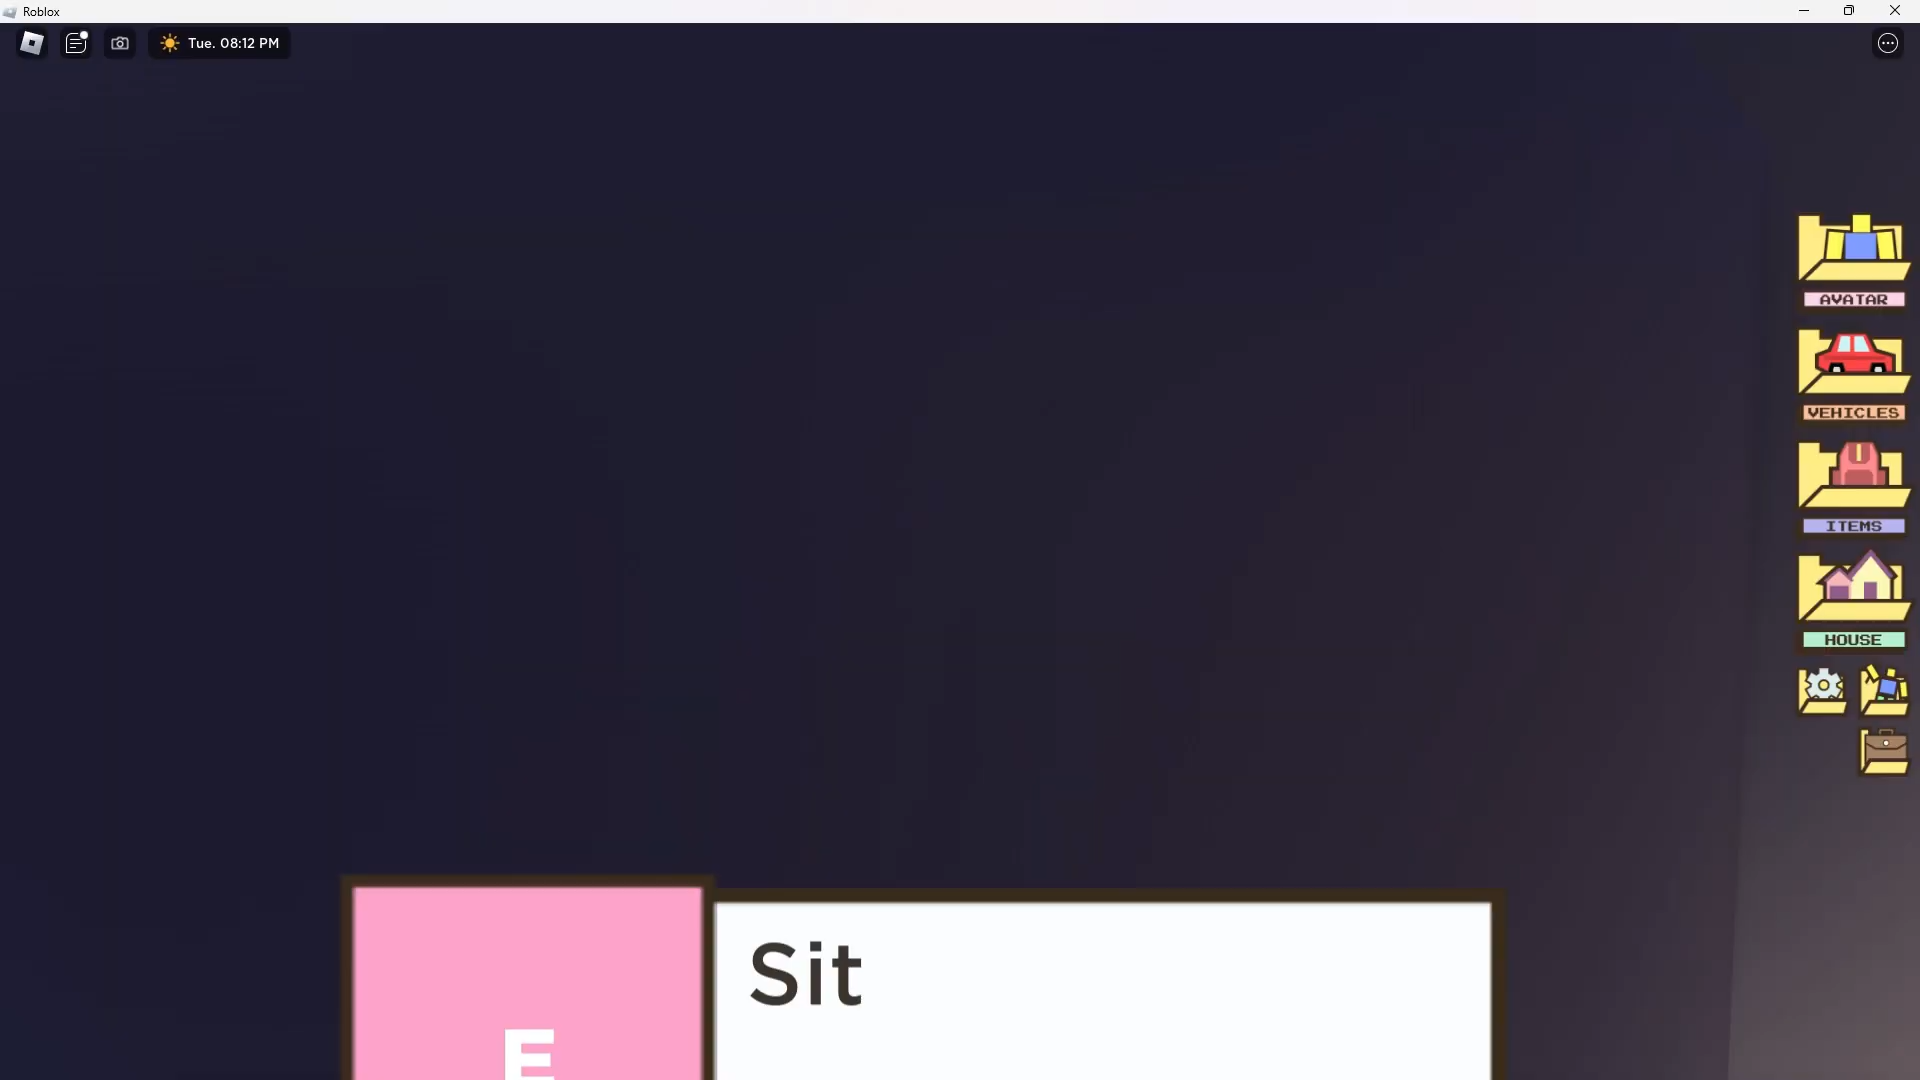 Roblox
Tue. 08:12 PM
AVATAR
VEHICLES
ITEMS
HOUSE
Sit
E